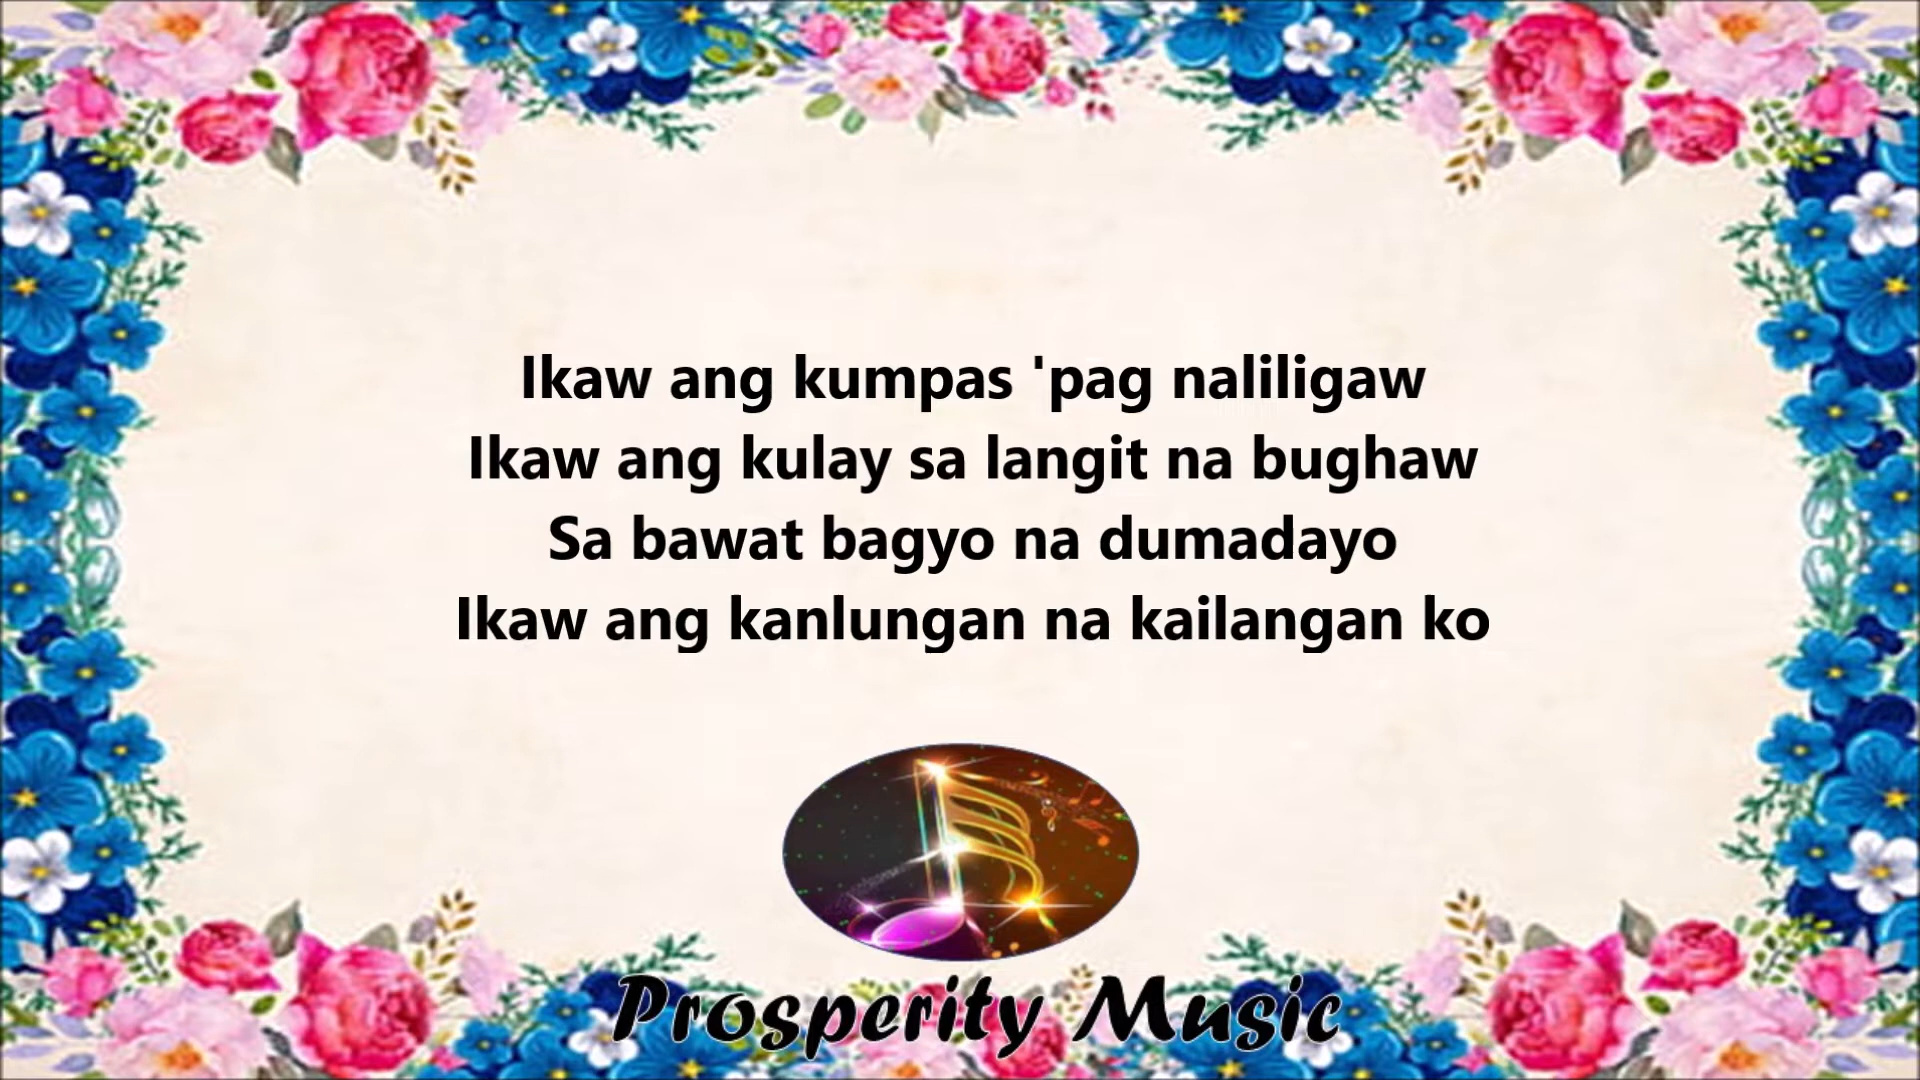 Ikaw ang kumpas 'pag naliligaw
Ikaw ang kulay sa langit na bughaw
Sa bawat bagyo na dumadayo
Ikaw ang kanlungan na kailangan ko
Prosperity Music